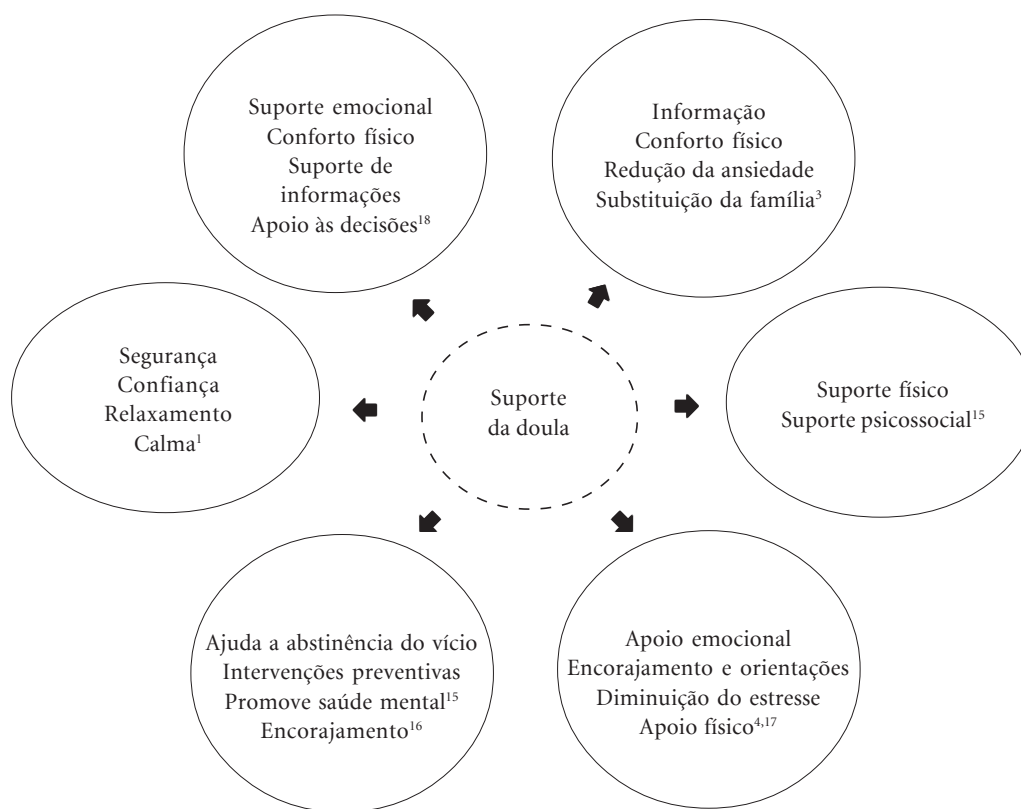 Suporte emocional
Conforto físico
Suporte de
informações
Apoio às decisões¹⁸
Informação
Conforto físico
Redução da ansiedade
Substituição da família³
Segurança
Confiança
Relaxamento
Calma¹
Suporte
da doula
Suporte físico
Suporte psicossocial¹⁵
Ajuda a abstinência do vício
Intervenções preventivas
Promove saúde mental¹⁵
Encorajamento¹⁶
Apoio emocional
Encorajamento e orientações
Diminuição do estresse
Apoio físico⁴,¹⁷